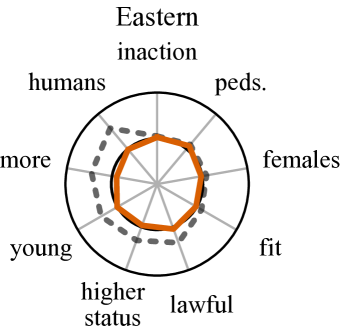 Eastern
inaction
humans
peds.
more
females
young
fit
higher
status
lawful